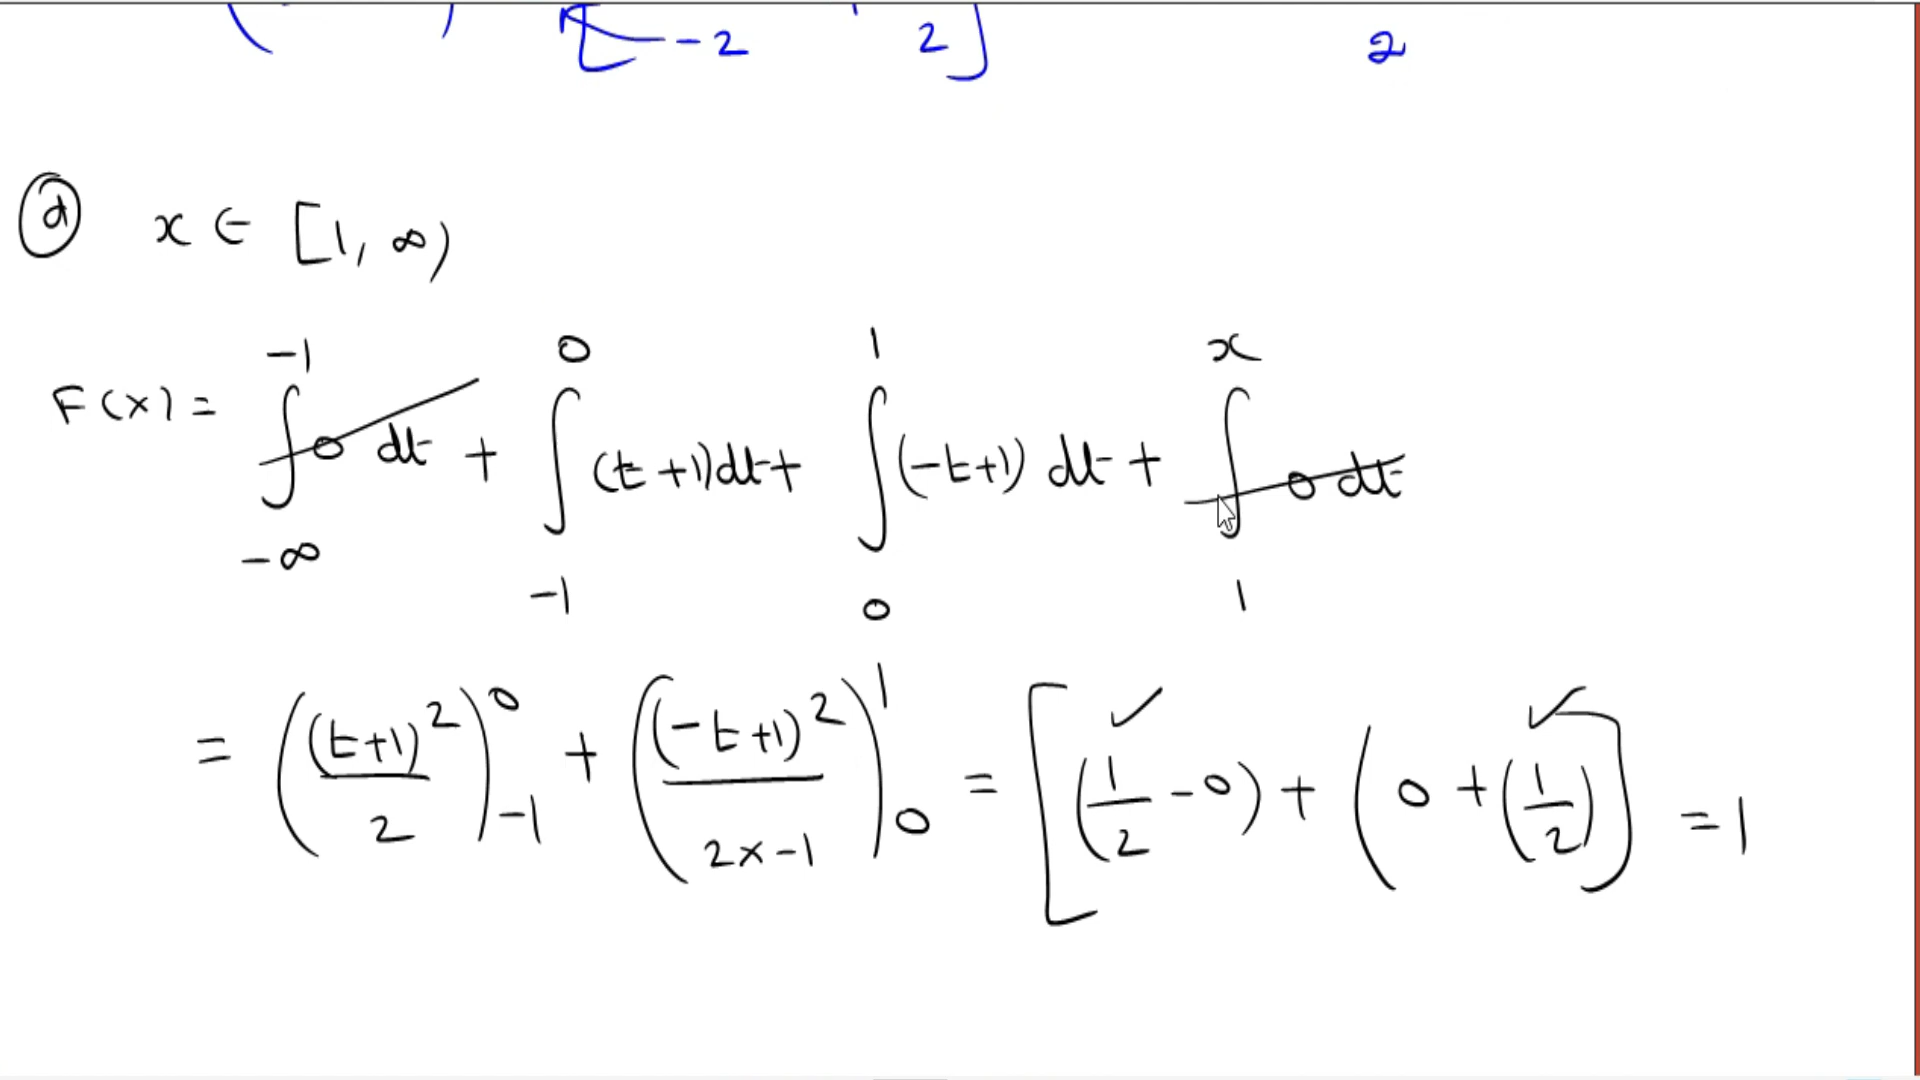 -2 2 2
(d) x ∈ [1, ∞)
F(x) = ∫_{-∞}^{-1} 0 dt + ∫_{-1}^{0} (t+1)dt + ∫_{0}^{1} (-t+1) dt + ∫_{1}^{x} 0 dt
= ((t+1)²/2)_{-1}^{0} + ((-t+1)²/2x-1)_{0}^{1} = [(1/2 - 0) + (0 + (1/2)] = 1